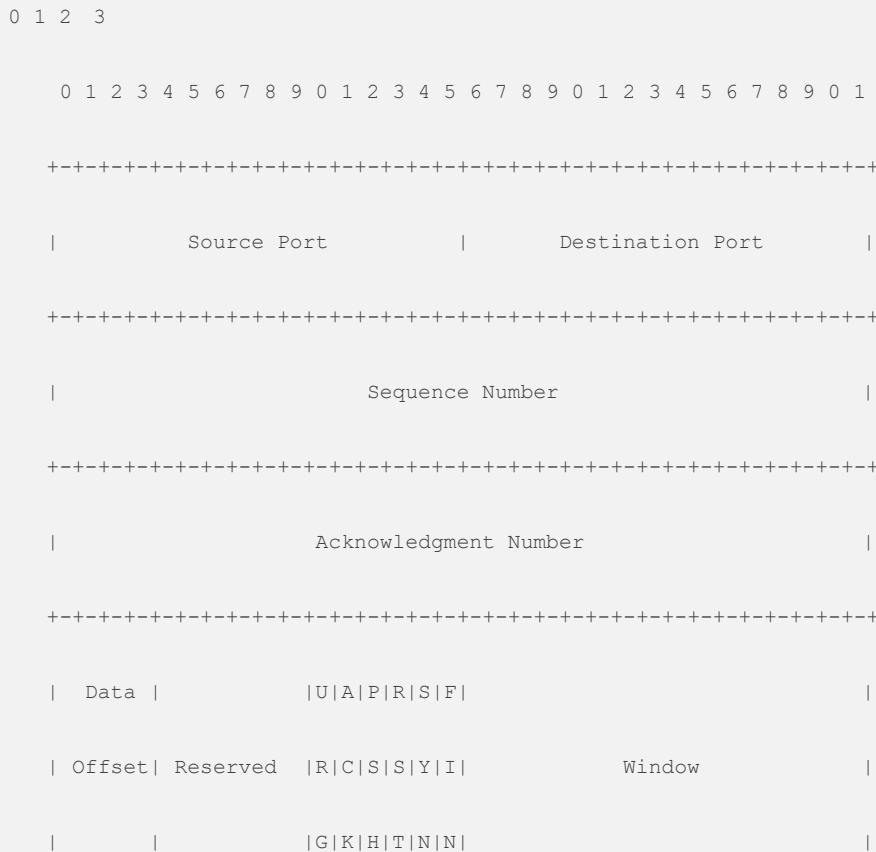 0 1 2  3
    0 1 2 3 4 5 6 7 8 9 0 1 2 3 4 5 6 7 8 9 0 1 2 3 4 5 6 7 8 9 0 1
   +-+-+-+-+-+-+-+-+-+-+-+-+-+-+-+-+-+-+-+-+-+-+-+-+-+-+-+-+-+-+-+-+
   |          Source Port          |       Destination Port        |
   +-+-+-+-+-+-+-+-+-+-+-+-+-+-+-+-+-+-+-+-+-+-+-+-+-+-+-+-+-+-+-+-+
   |                        Sequence Number                        |
   +-+-+-+-+-+-+-+-+-+-+-+-+-+-+-+-+-+-+-+-+-+-+-+-+-+-+-+-+-+-+-+-+
   |                    Acknowledgment Number                      |
   +-+-+-+-+-+-+-+-+-+-+-+-+-+-+-+-+-+-+-+-+-+-+-+-+-+-+-+-+-+-+-+-+
   |  Data |           |U|A|P|R|S|F|                               |
   | Offset| Reserved  |R|C|S|S|Y|I|            Window             |
   |       |           |G|K|H|T|N|N|                               |